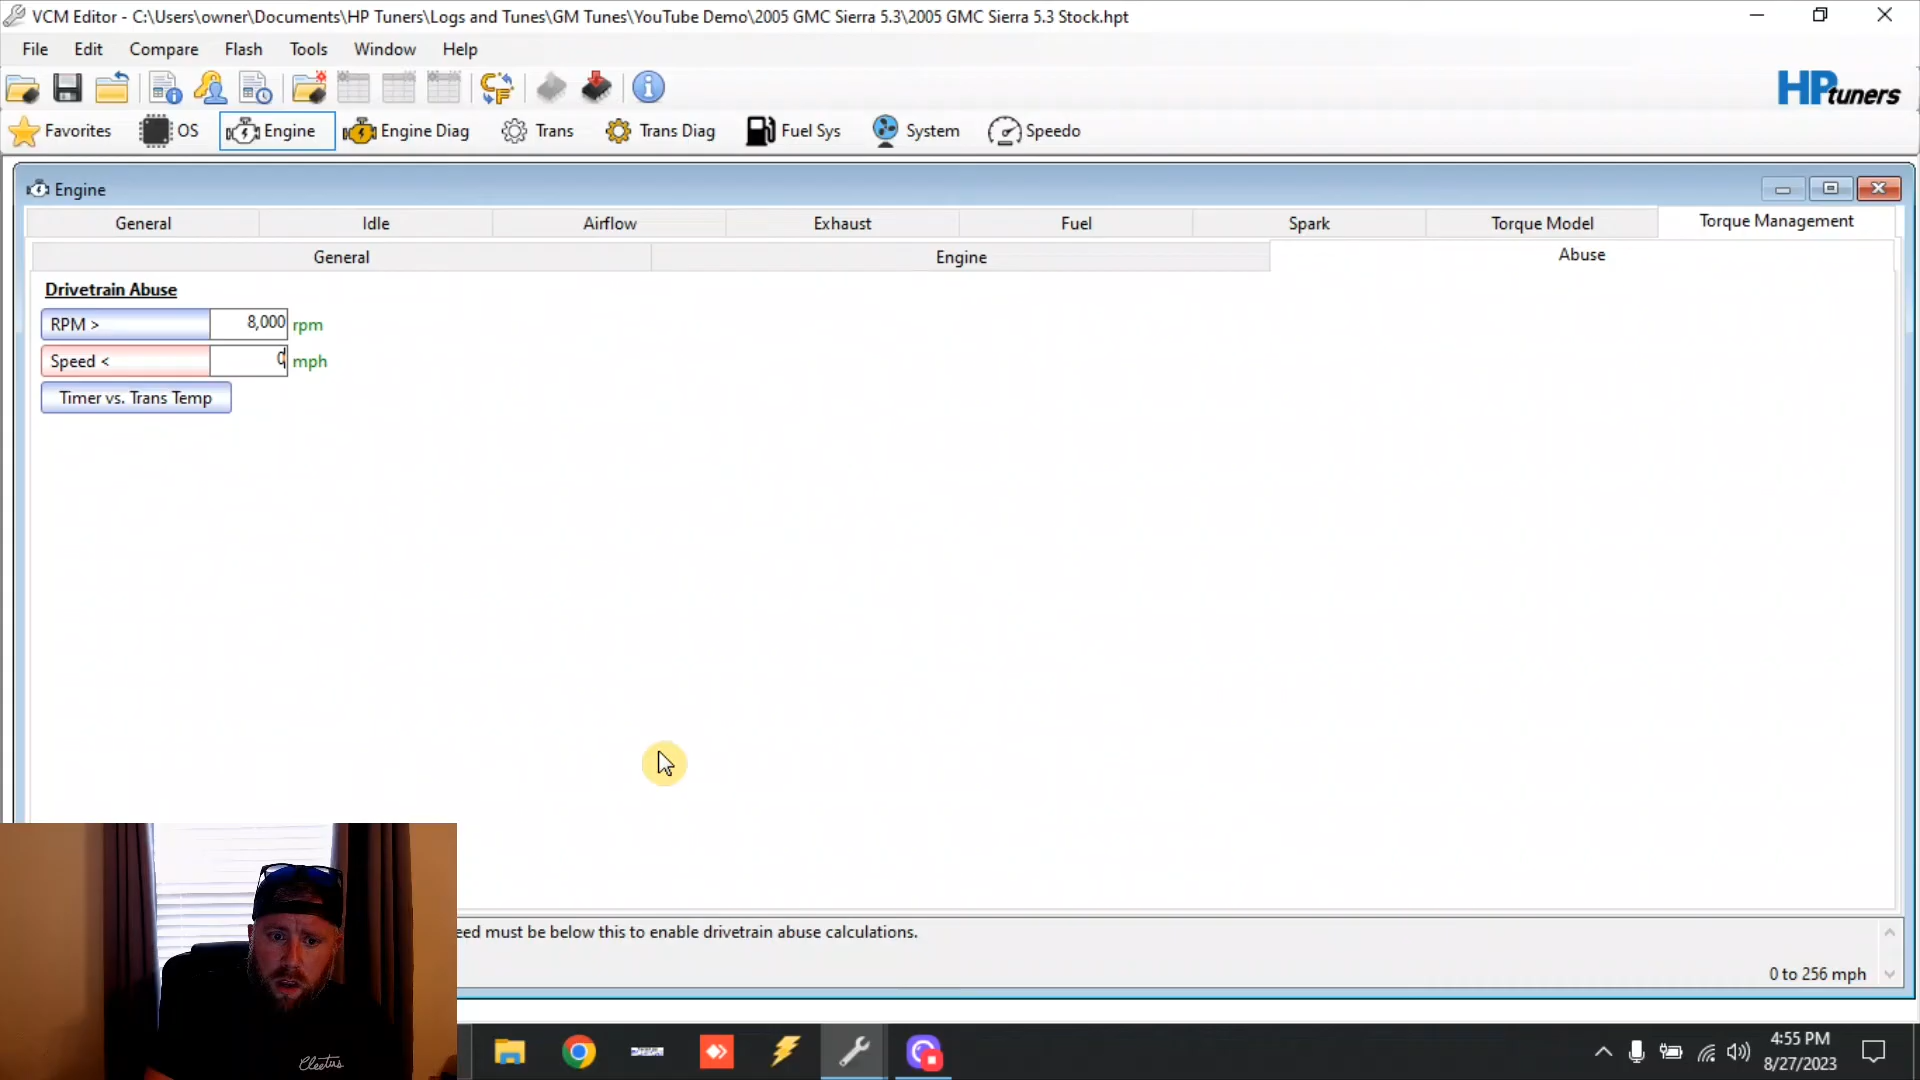 VCM Editor - C:\Users\owner\Documents\HP Tuners\Logs and Tunes\GM Tunes\YouTube Demo\2005 GMC Sierra 5.3\2005 GMC Sierra 5.3 Stock.hpt
File Edit Compare Flash Tools Window Help
HPtuners
Favorites OS Engine Engine Diag Trans Trans Diag Fuel Sys System Speedo
Engine
General Idle Airflow Exhaust Fuel Spark Torque Model Torque Management
General Engine Abuse
Drivetrain Abuse
RPM > 8,000 rpm
Speed < 0 mph
Timer vs. Trans Temp
eed must be below this to enable drivetrain abuse calculations.
0 to 256 mph
Cleetus
4:55 PM
8/27/2023